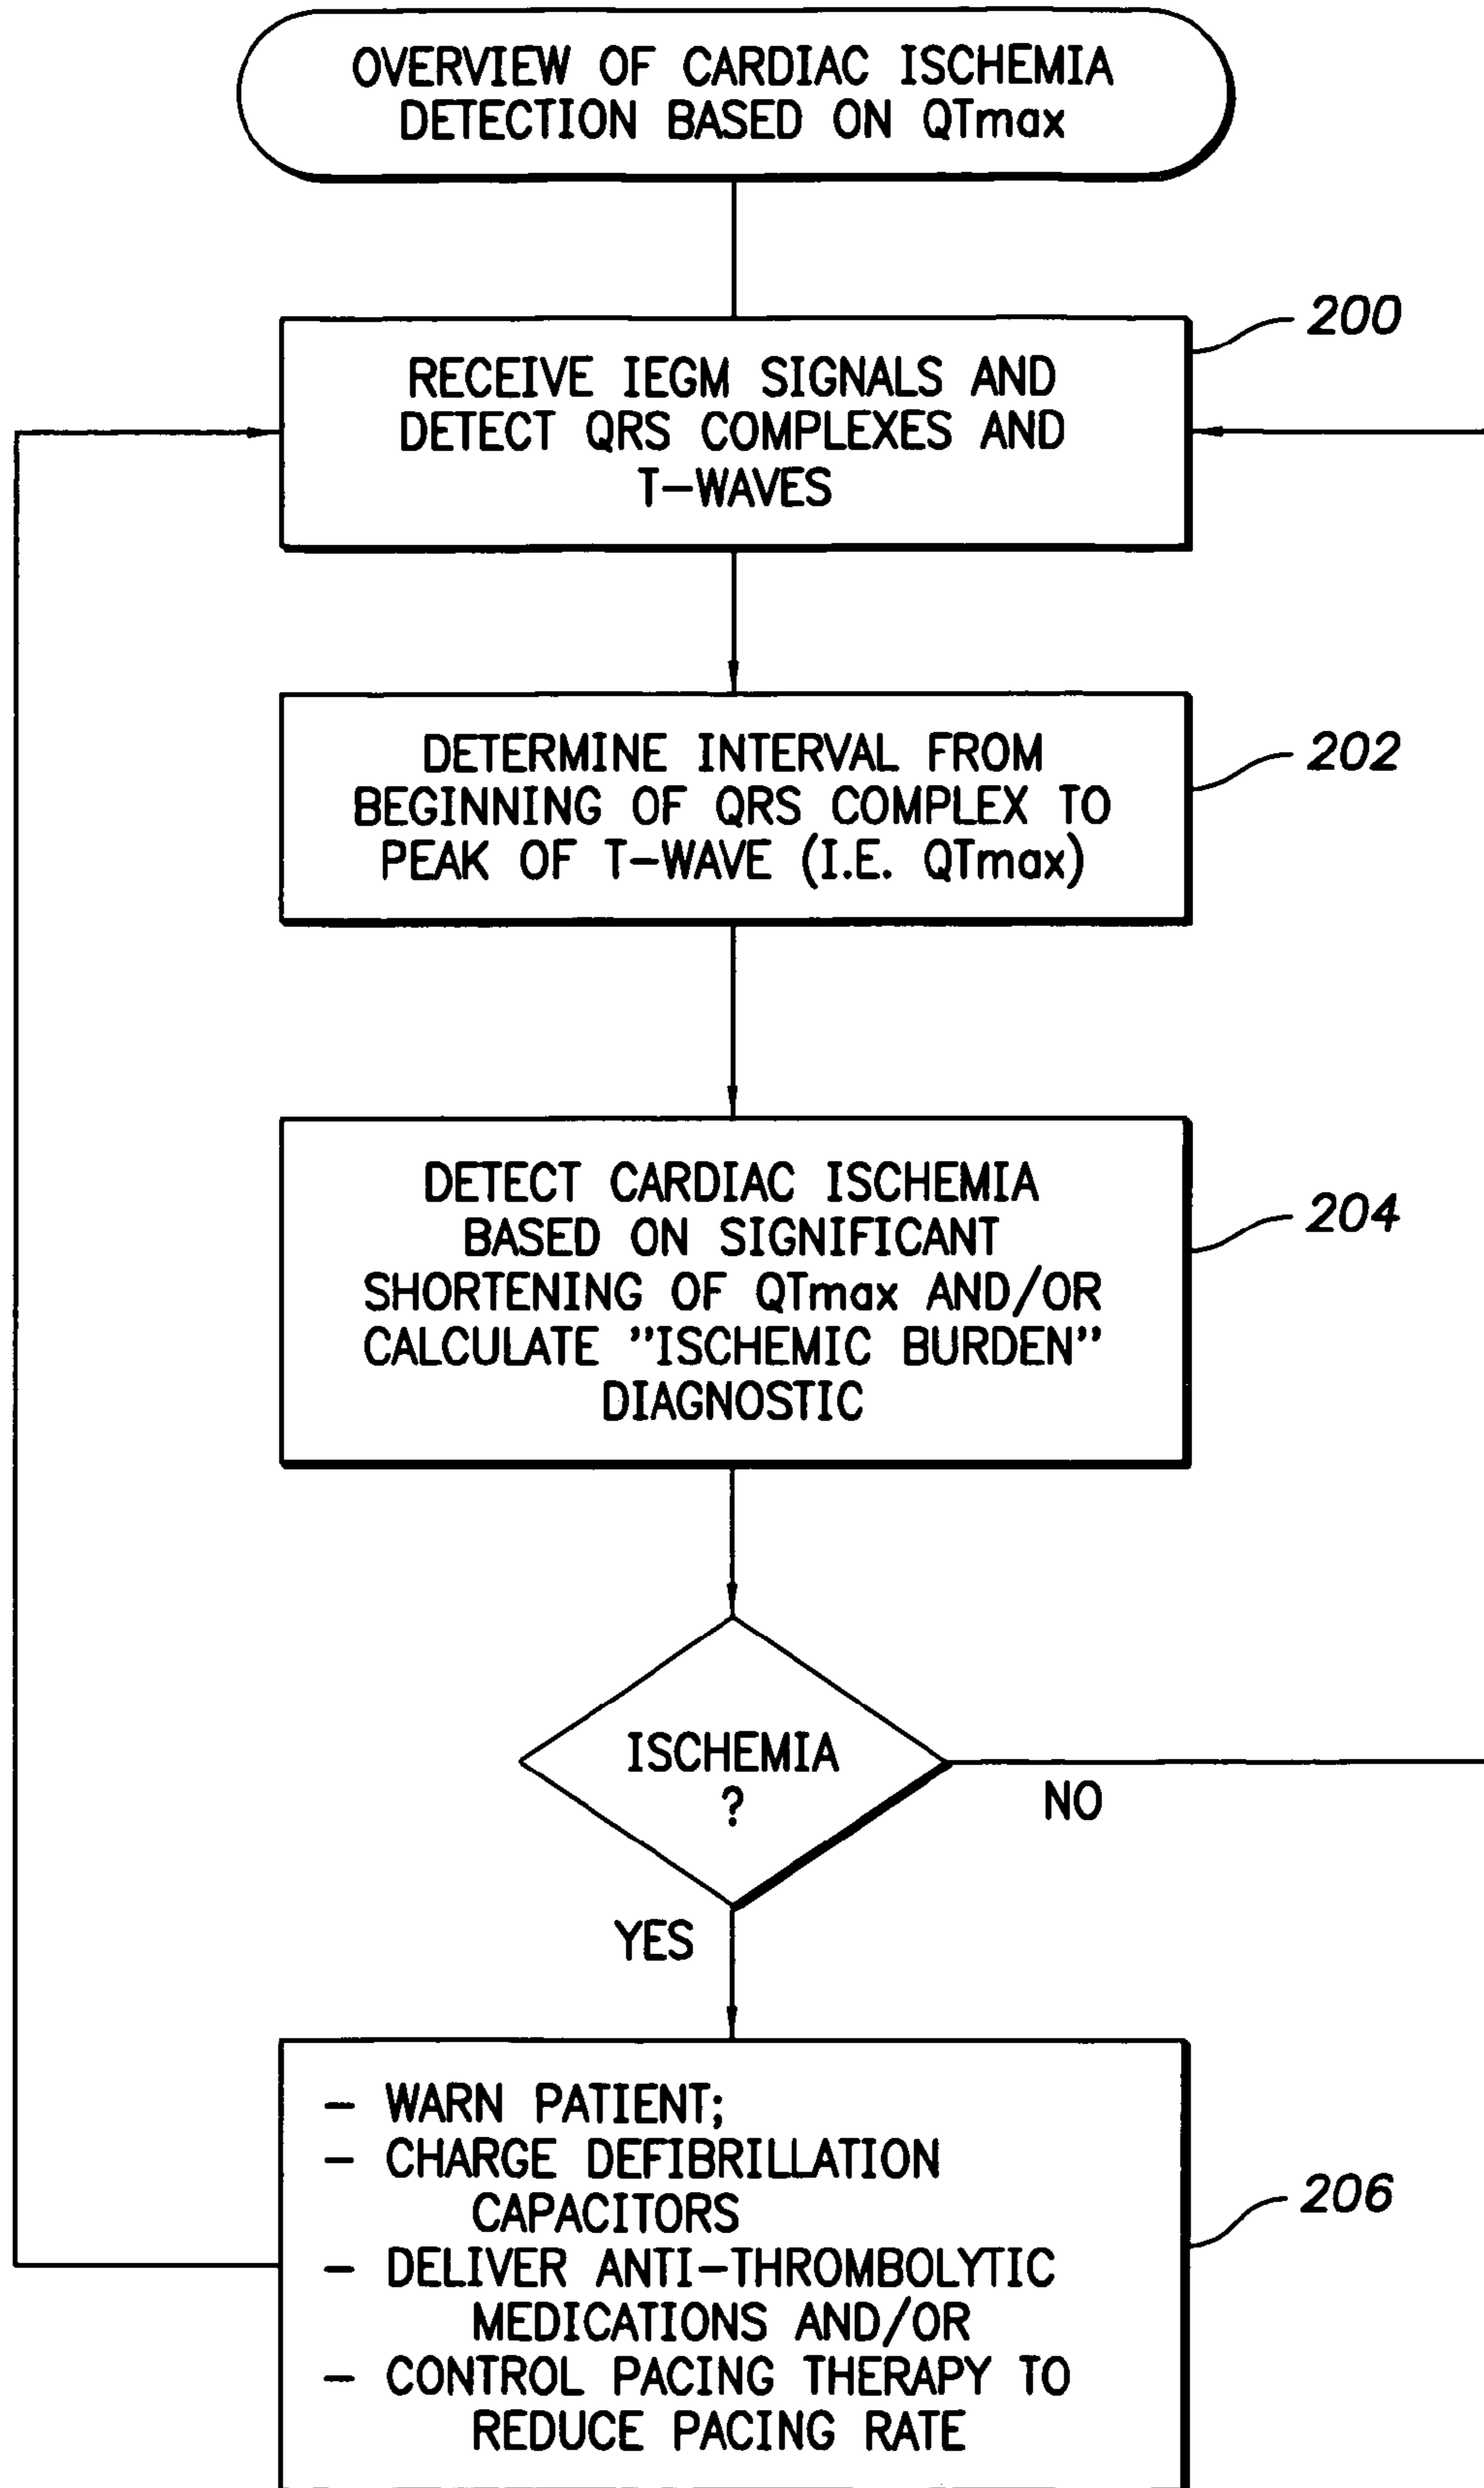 OVERVIEW OF CARDIAC ISCHEMIA
DETECTION BASED ON QTmax
200
RECEIVE IEGM SIGNALS AND
DETECT QRS COMPLEXES AND
T-WAVES
202
DETERMINE INTERVAL FROM
BEGINNING OF QRS COMPLEX TO
PEAK OF T-WAVE (I.E. QTmax)
204
DETECT CARDIAC ISCHEMIA
BASED ON SIGNIFICANT
SHORTENING OF QTmax AND/OR
CALCULATE "ISCHEMIC BURDEN"
DIAGNOSTIC
ISCHEMIA
?
NO
YES
206
- WARN PATIENT;
- CHARGE DEFIBRILLATION
CAPACITORS
- DELIVER ANTI-THROMBOLYTIC
MEDICATIONS AND/OR
- CONTROL PACING THERAPY TO
REDUCE PACING RATE